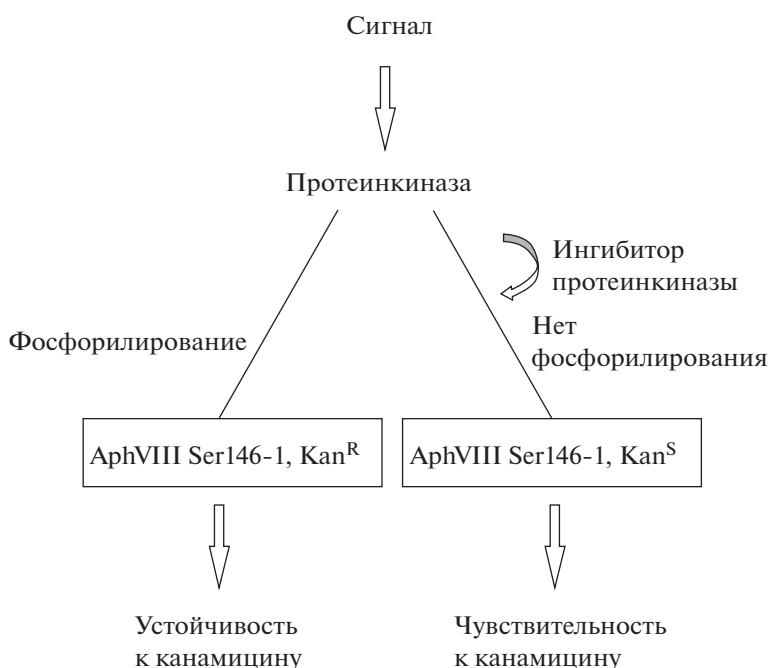 Сигнал
Протеинкиназа
Ингибитор
протеинкиназы
Фосфорилирование
Нет
фосфорилирования
AphVIII Ser146-1, Kan^R
AphVIII Ser146-1, Kan^S
Устойчивость
к канамицину
Чувствительность
к канамицину